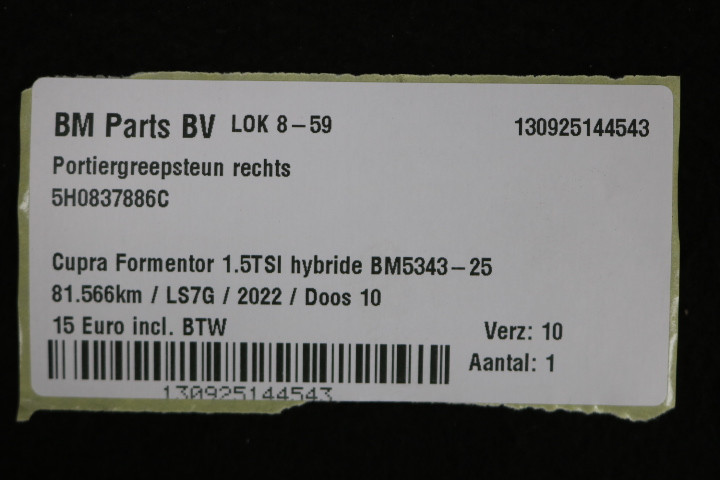 BM Parts BV LOK 8-59 130925144543
Portiergreepsteun rechts
5H0837886C
Cupra Formentor 1.5TSI hybride BM5343-25
81.566km / LS7G / 2022 / Doos 10
15 Euro incl. BTW Verz: 10
Aantal: 1
130925144543